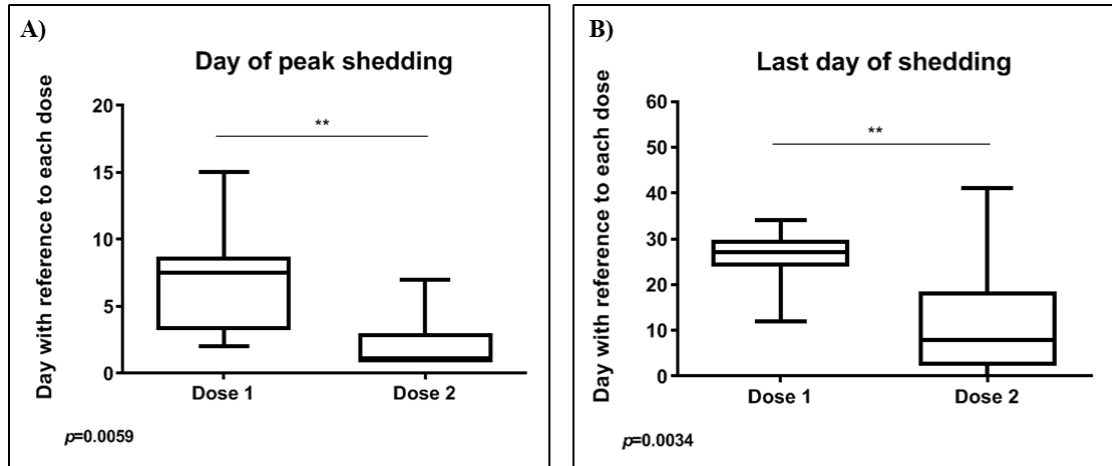 A)
Day of peak shedding
Day with reference to each dose
20
15
10
5
0
**
Dose 1
Dose 2
p=0.0059
B)
Last day of shedding
Day with reference to each dose
60
50
40
30
20
10
0
**
Dose 1
Dose 2
p=0.0034